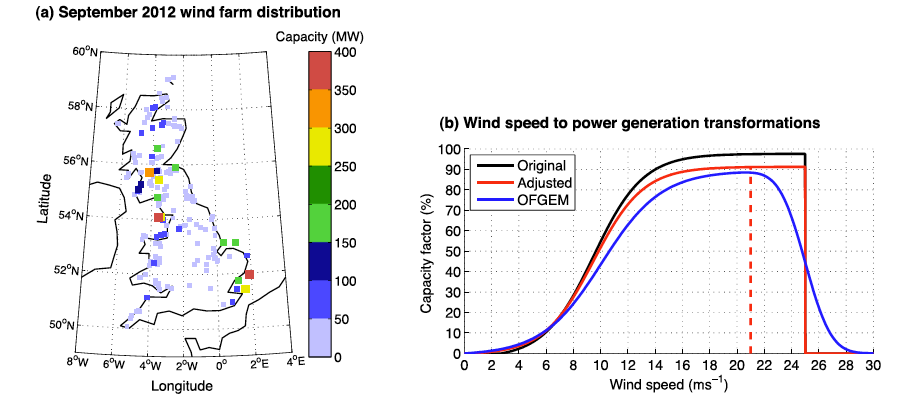 (a) September 2012 wind farm distribution
Capacity (MW)
60°N
58°N
56°N
54°N
52°N
50°N
Latitude
8°W 6°W 4°W 2°W 0° 2°E 4°E
Longitude
400
350
300
250
200
150
100
50
0
(b) Wind speed to power generation transformations
100
90
80
70
60
50
40
30
20
10
0
Capacity factor (%)
Original
Adjusted
OFGEM
0 2 4 6 8 10 12 14 16 18 20 22 24 26 28 30
Wind speed (ms⁻¹)